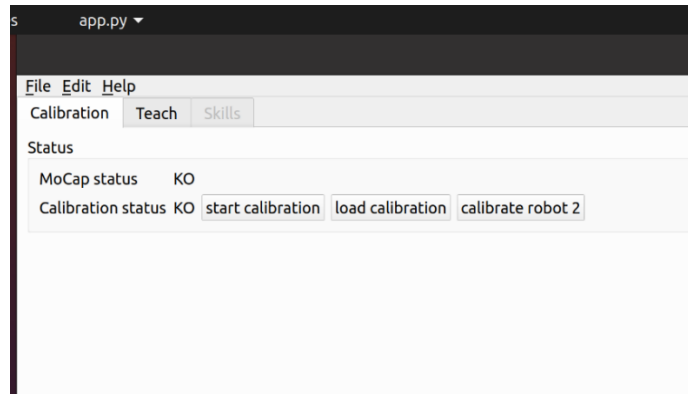 s app.py
File Edit Help
Calibration Teach Skills
Status
MoCap status KO
Calibration status KO start calibration load calibration calibrate robot 2